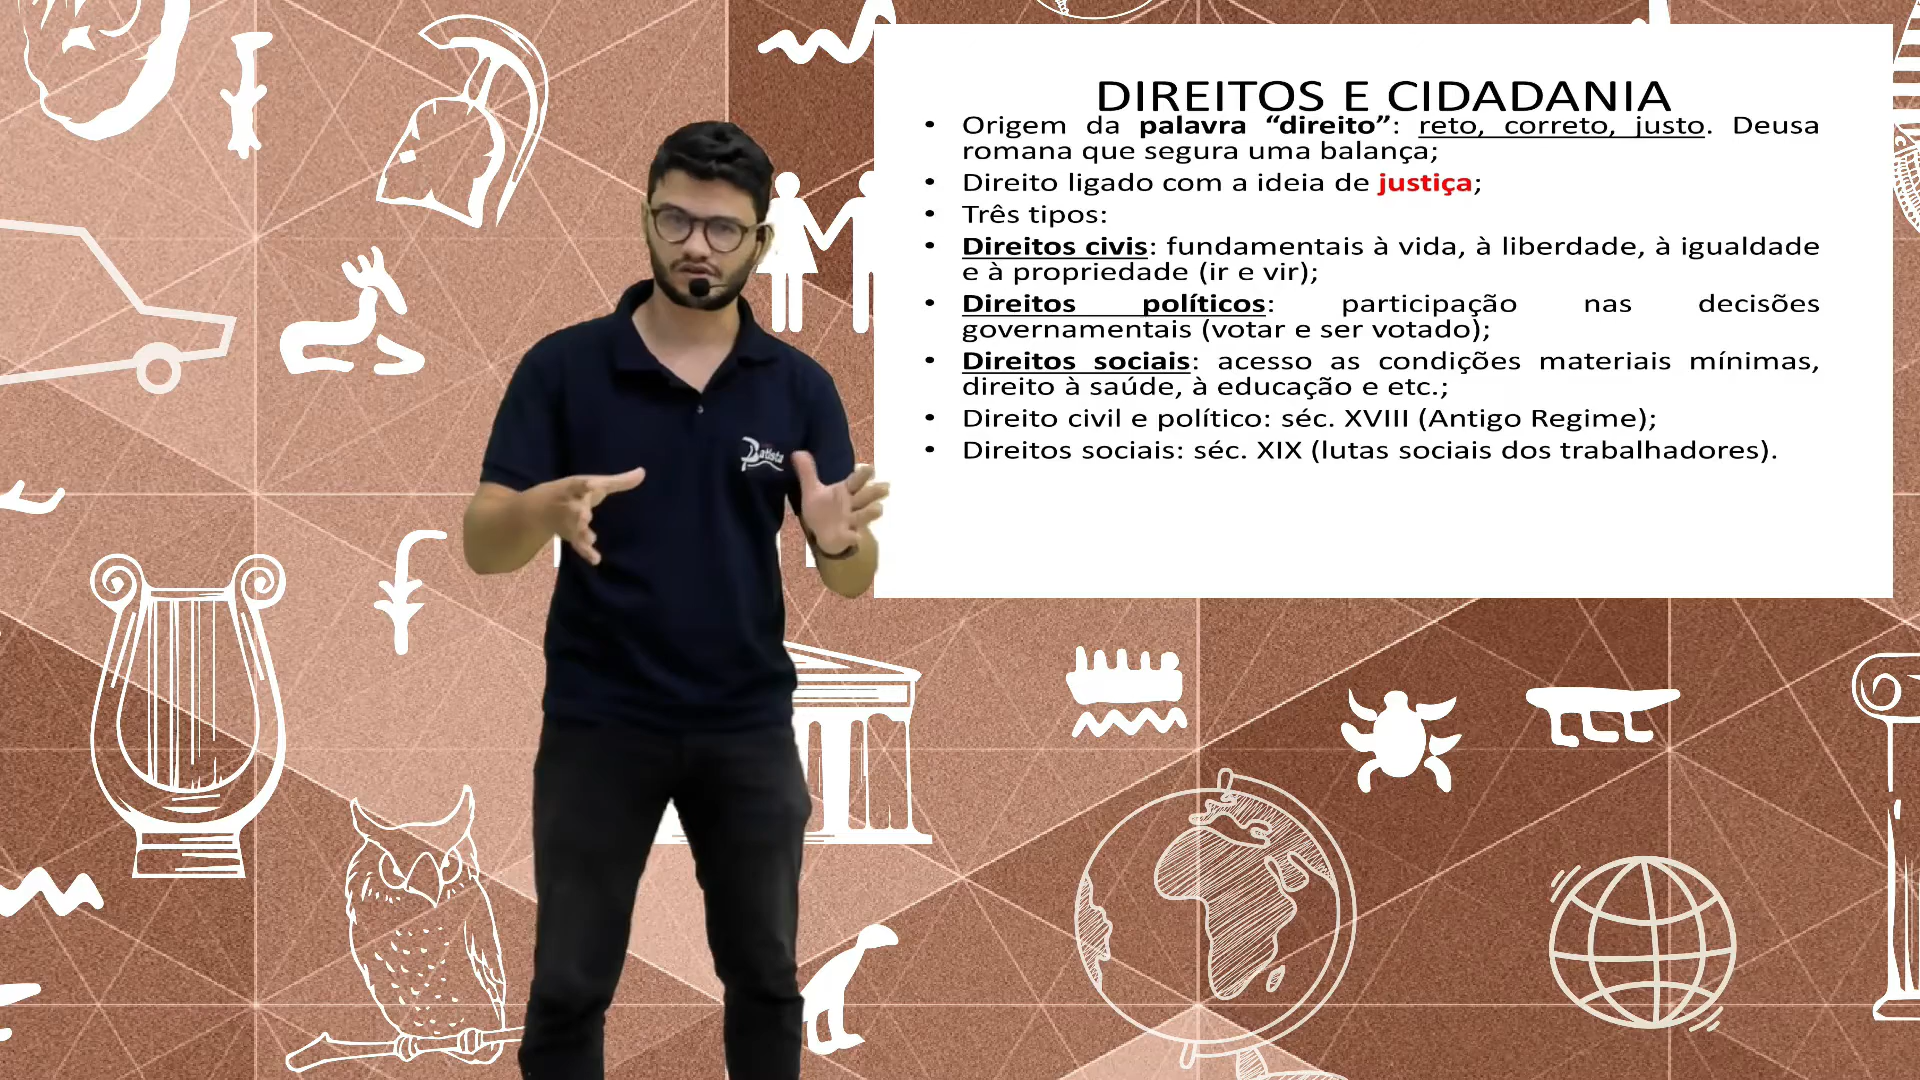 DIREITOS E CIDADANIA
• Origem da palavra “direito”: reto, correto, justo. Deusa
romana que segura uma balança;
• Direito ligado com a ideia de justiça;
• Três tipos:
• Direitos civis: fundamentais à vida, à liberdade, à igualdade
e à propriedade (ir e vir);
• Direitos políticos: participação nas decisões
governamentais (votar e ser votado);
• Direitos sociais: acesso as condições materiais mínimas,
direito à saúde, à educação e etc.;
• Direito civil e político: séc. XVIII (Antigo Regime);
• Direitos sociais: séc. XIX (lutas sociais dos trabalhadores).
Batista